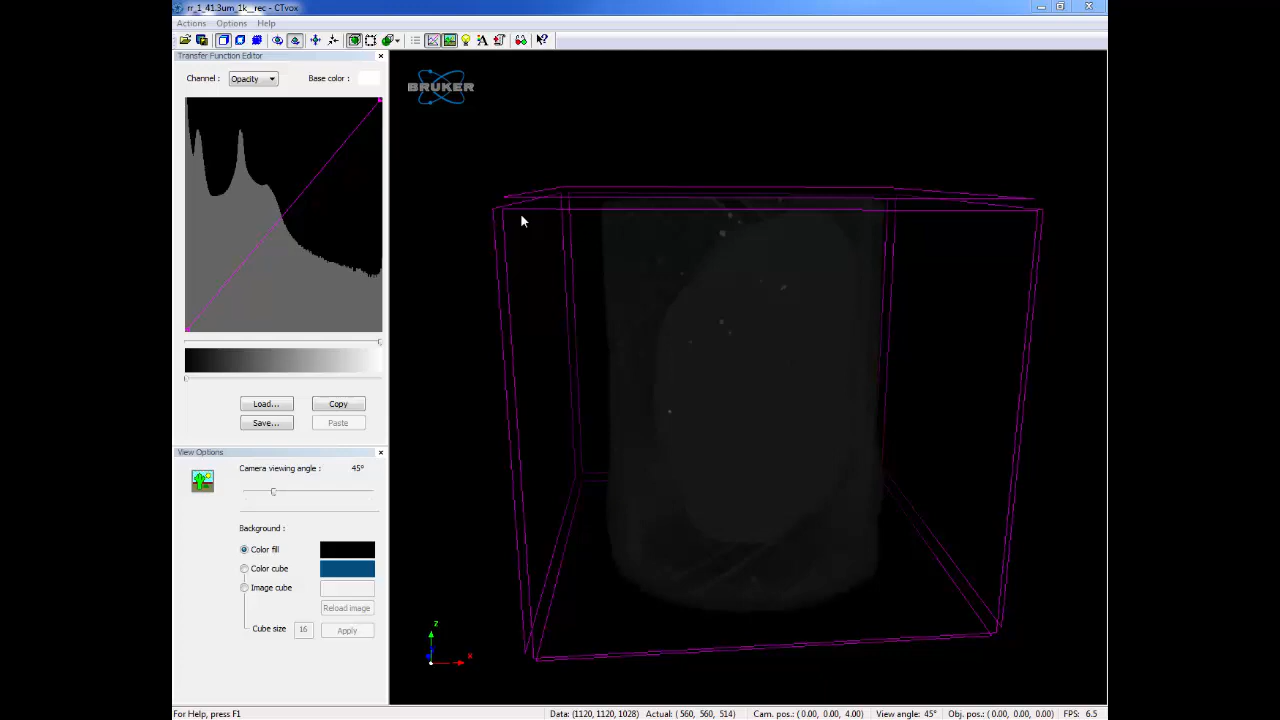 rr_1_41.3um_1k__rec - CTvox
Actions Options Help
Transfer Function Editor
Channel : Opacity Base color :
BRUKER
Load... Copy
Save... Paste
View Options
Camera viewing angle : 45°
Background :
Color fill
Color cube
Image cube
Reload image
Cube size 16 Apply
z
x
For Help, press F1 Data: (1120, 1120, 1028) Actual: ( 560, 560, 514) Cam. pos.: ( 0.00, 0.00, 4.00) View angle: 45° Obj. pos.: ( 0.00, 0.00, 0.00) FPS: 6.5